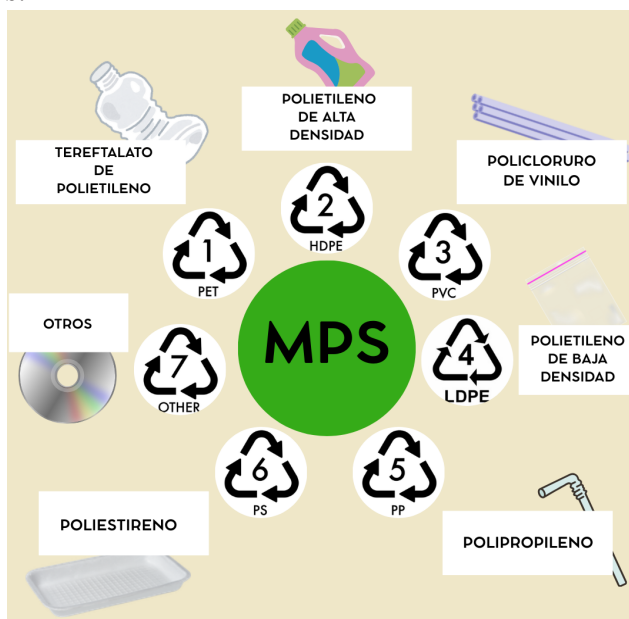 POLIETILENO
DE ALTA
DENSIDAD
TEREFTALATO
DE
POLIETILENO
POLICLORURO
DE VINILO
2
HDPE
1
PET
3
PVC
MPS
OTROS
7
OTHER
4
LDPE
POLIETILENO
DE BAJA
DENSIDAD
6
PS
5
PP
POLIESTIRENO
POLIPROPILENO